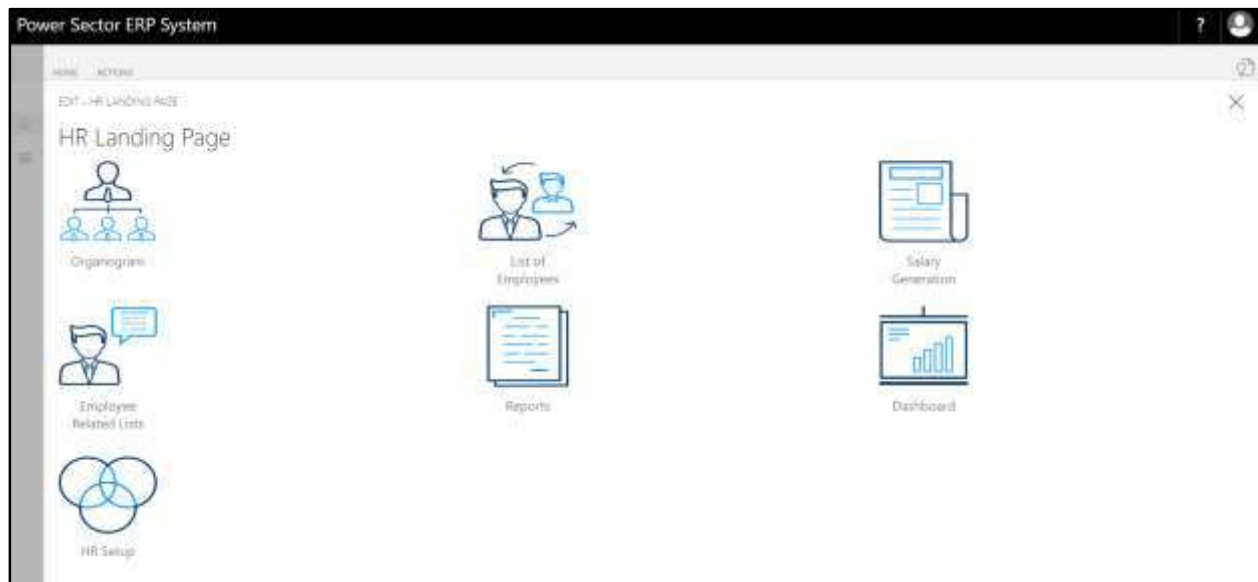 Power Sector ERP System
?
HOME ACTIONS
EDIT - HR LANDING PAGE
HR Landing Page
Organogram
List of
Employees
Salary
Generation
Employee
Related Lists
Reports
Dashboard
HR Setup